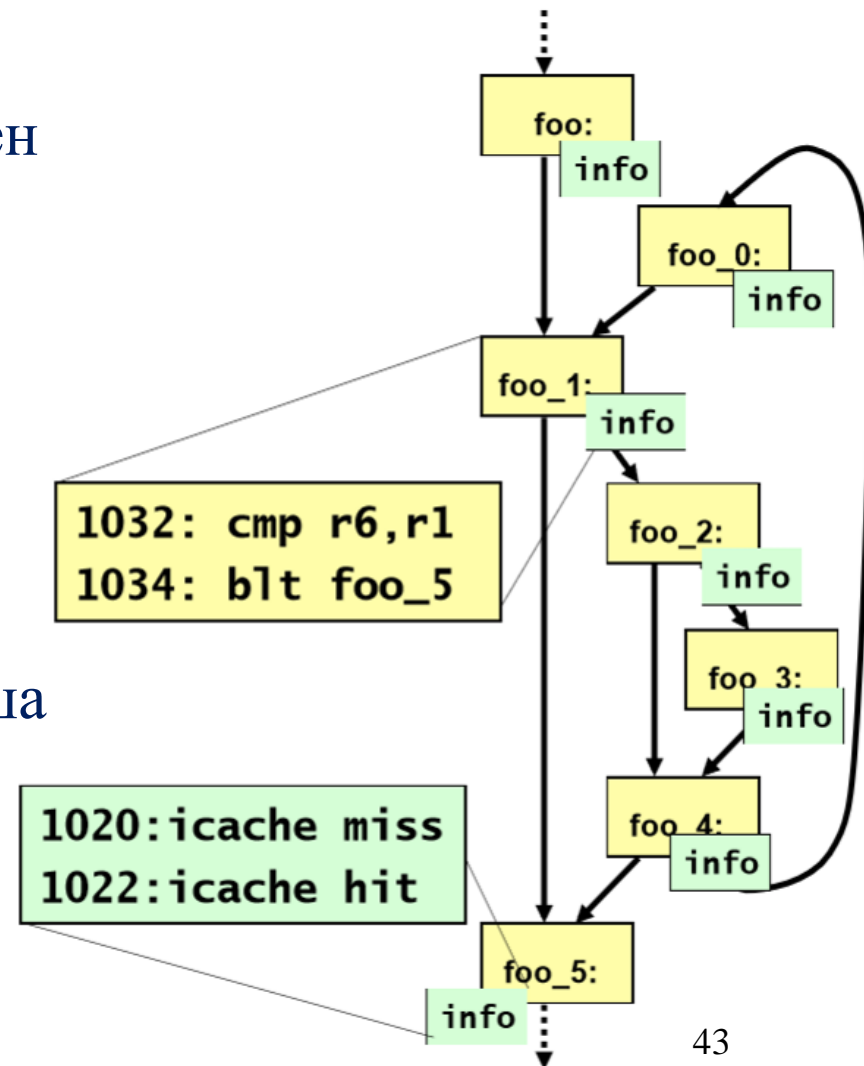 foo:
info
foo_0:
info
foo_1:
info
1032: cmp r6,r1
1034: blt foo_5
foo_2:
info
foo_3:
info
1020:icache miss
1022:icache hit
foo_4:
info
foo_5:
info
43